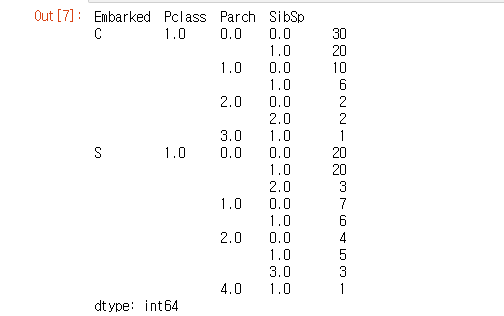 Out[7]: Embarked  Pclass  Parch  SibSp
C         1.0     0.0    0.0      30
                         1.0      20
                  1.0    0.0      10
                         1.0       6
                  2.0    0.0       2
                         2.0       2
                  3.0    1.0       1
S         1.0     0.0    0.0      20
                         1.0      20
                         2.0       3
                  1.0    0.0       7
                         1.0       6
                  2.0    0.0       4
                         1.0       5
                         3.0       3
                  4.0    1.0       1
dtype: int64